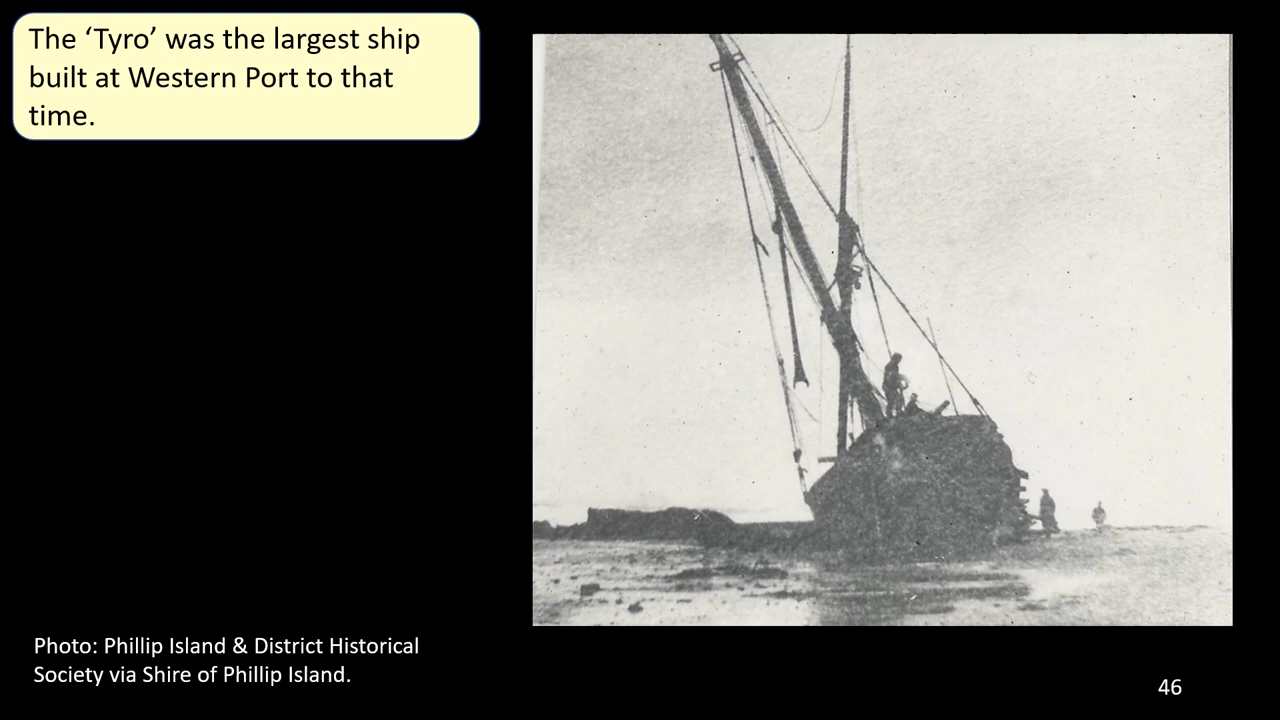 The ‘Tyro’ was the largest ship
built at Western Port to that
time.
Photo: Phillip Island & District Historical
Society via Shire of Phillip Island.
46